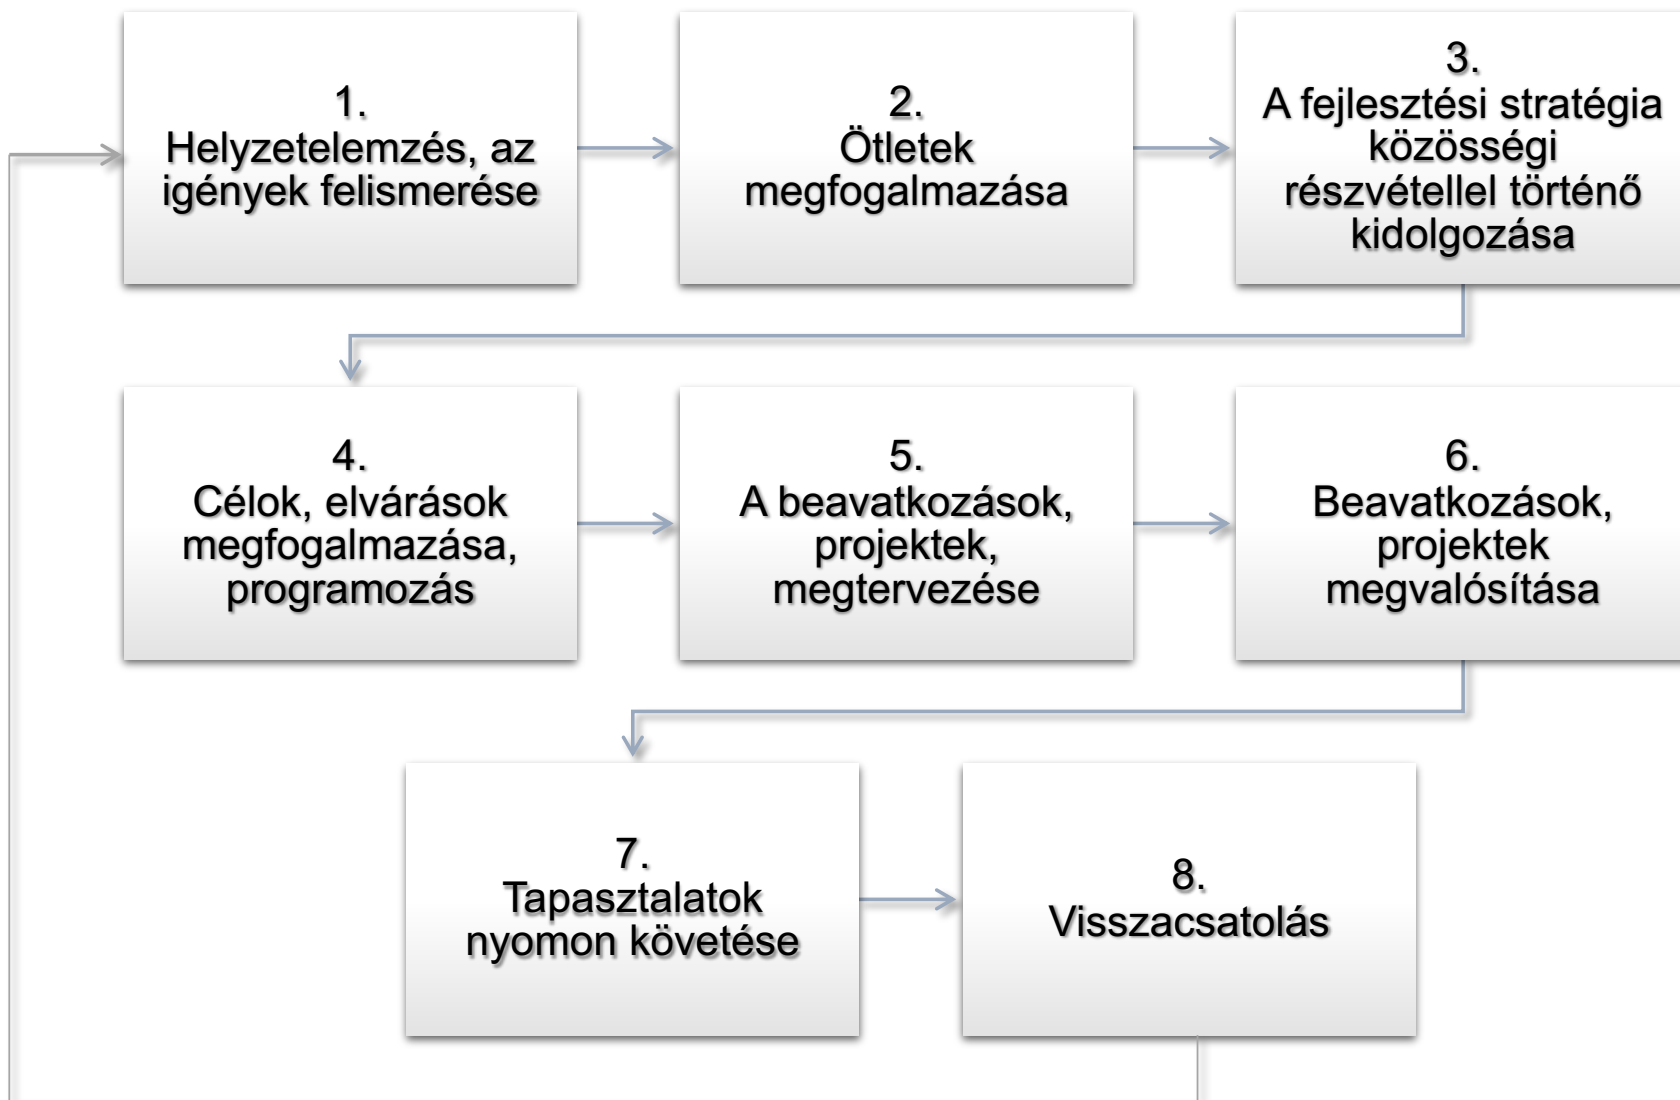 1.
Helyzetelemzés, az
igények felismerése
2.
Ötletek
megfogalmazása
3.
A fejlesztési stratégia
közösségi
részvétellel történő
kidolgozása
4.
Célok, elvárások
megfogalmazása,
programozás
5.
A beavatkozások,
projektek,
megtervezése
6.
Beavatkozások,
projektek
megvalósítása
7.
Tapasztalatok
nyomon követése
8.
Visszacsatolás